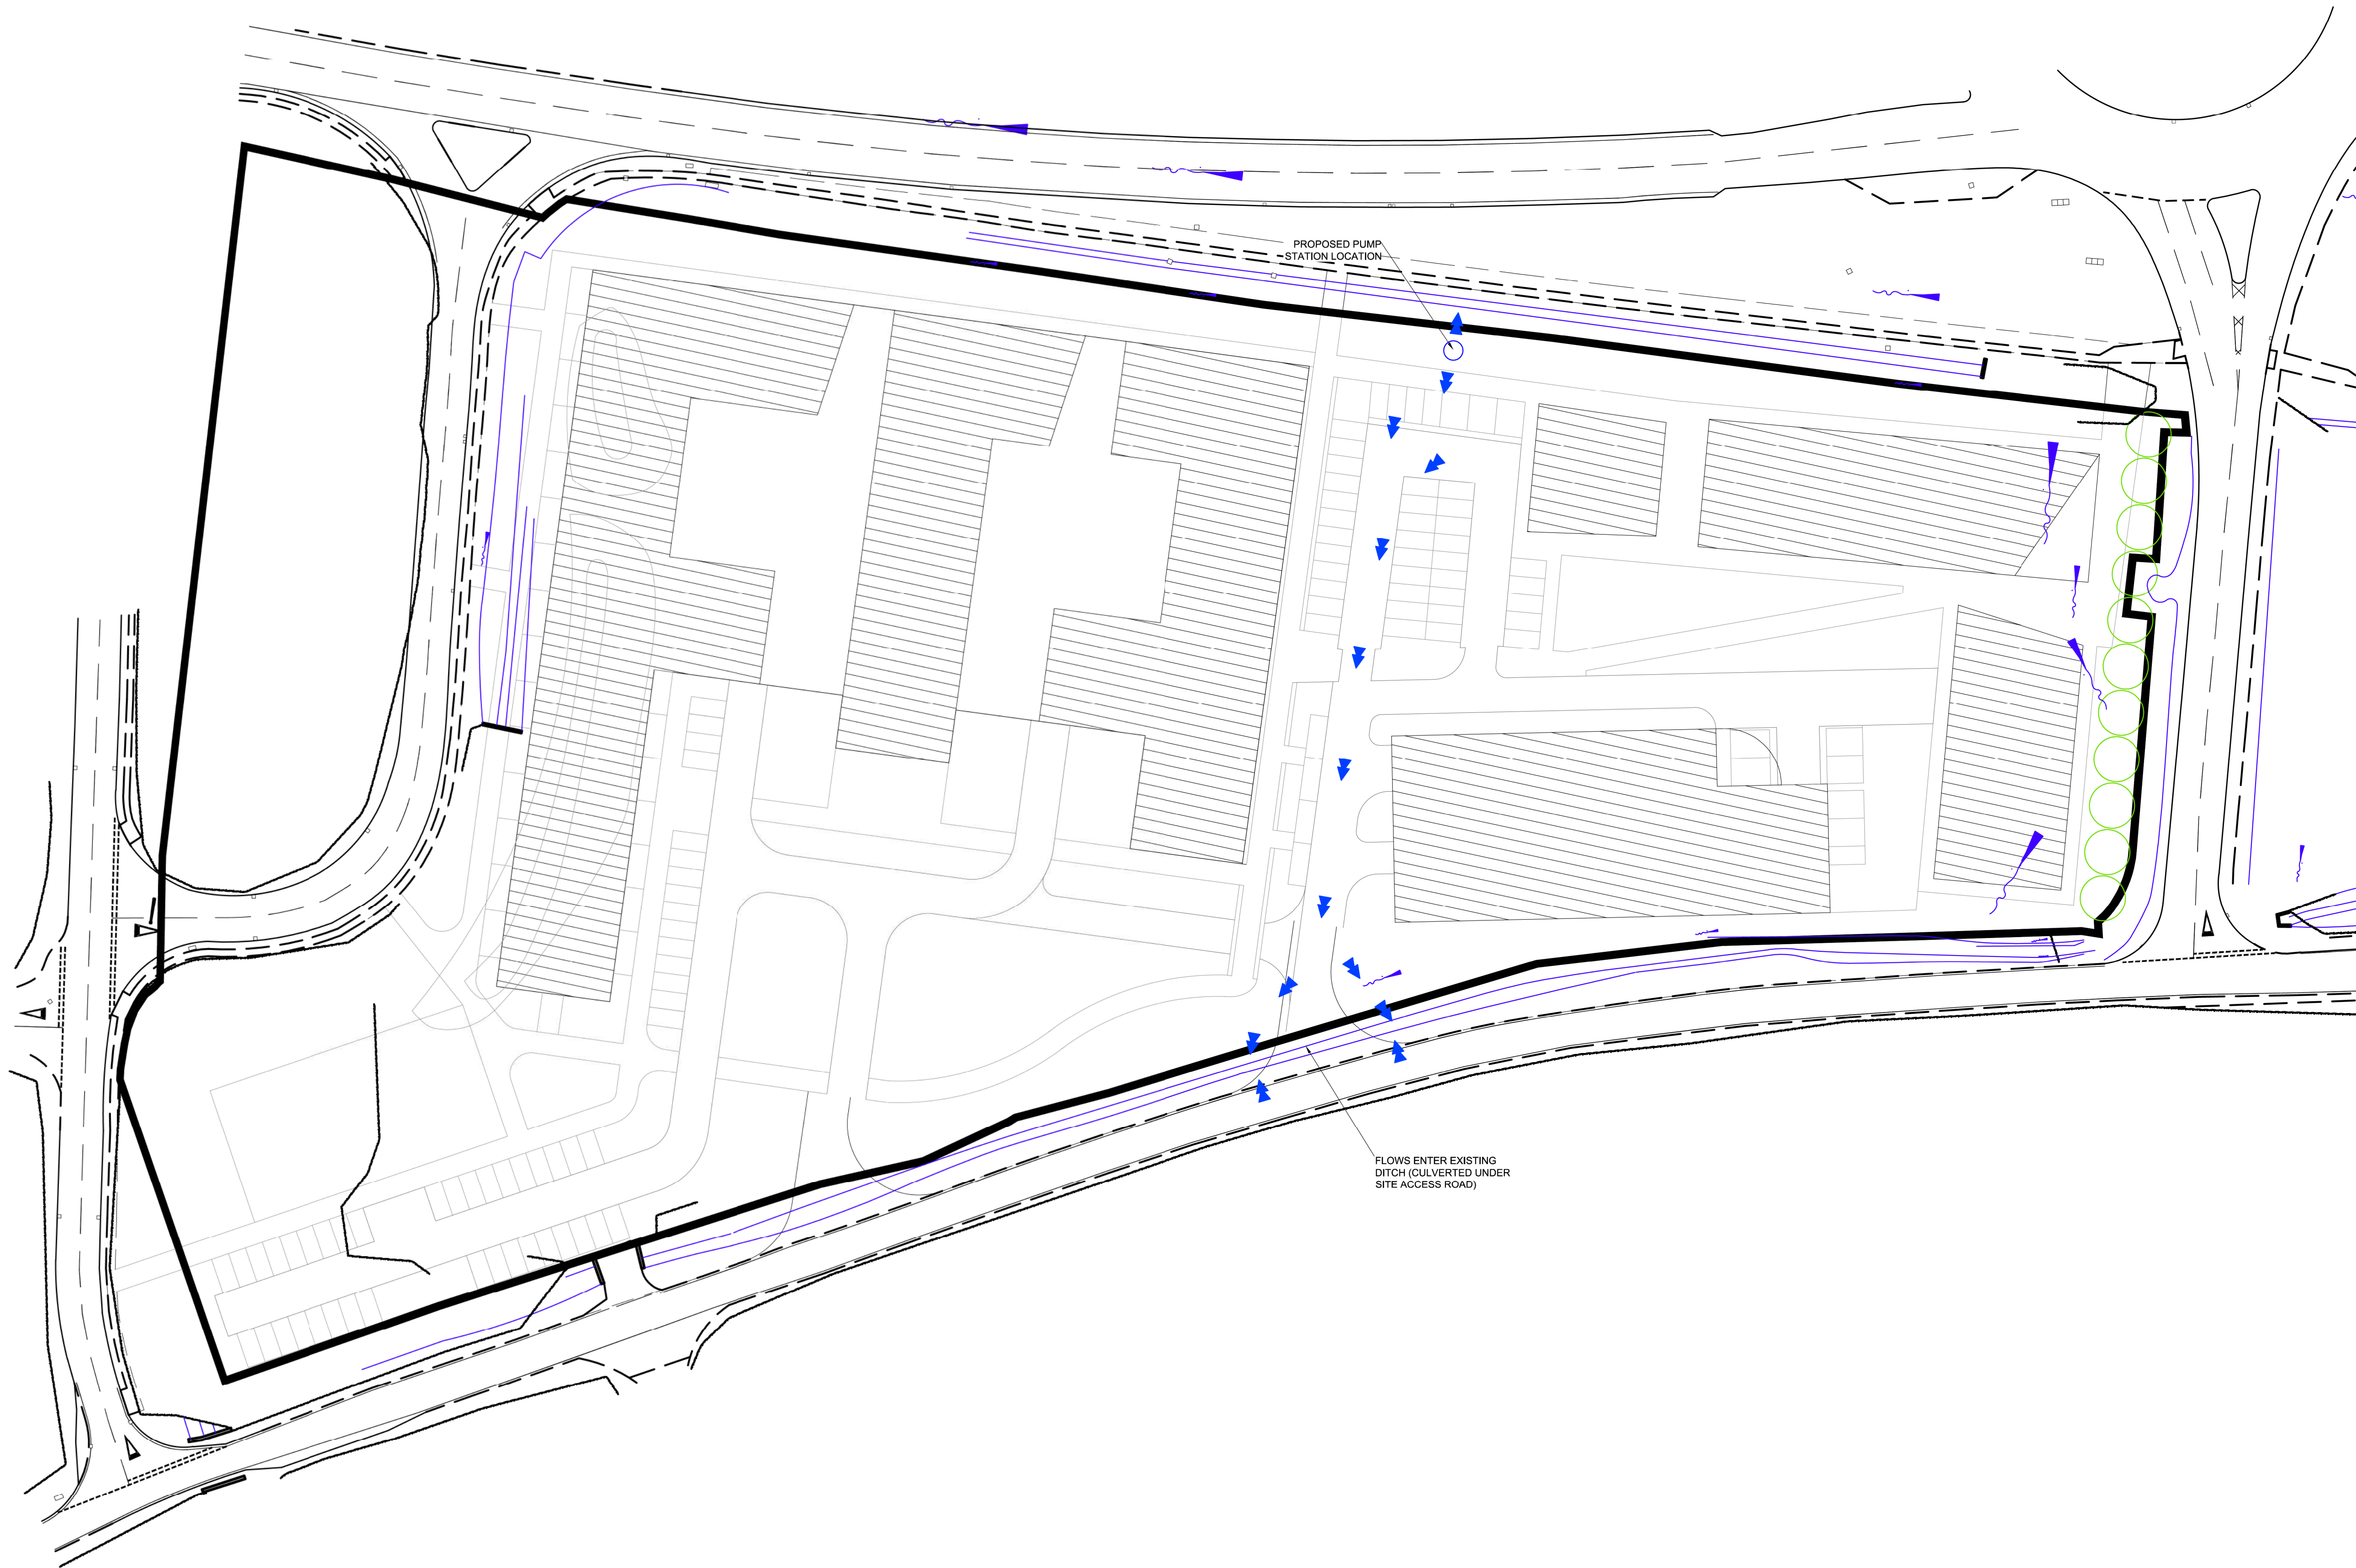 PROPOSED PUMP
STATION LOCATION
FLOWS ENTER EXISTING
DITCH (CULVERTED UNDER
SITE ACCESS ROAD)